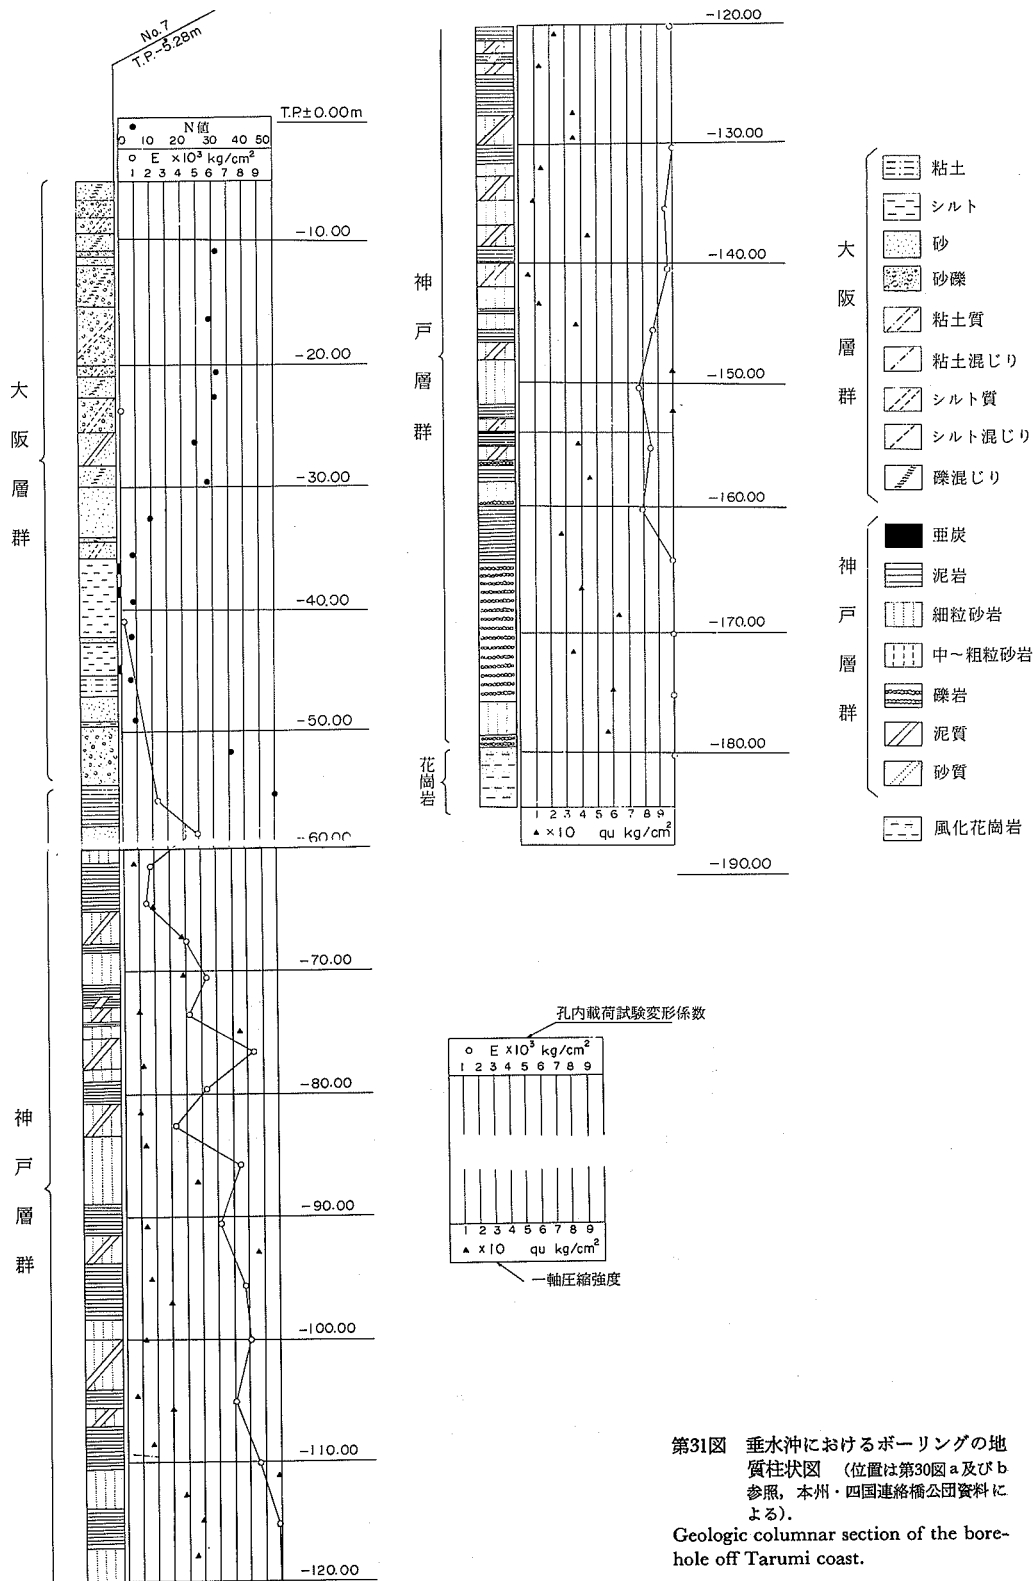 No.7
T.P.-5.28m
T.P.±0.00m
N値
0 10 20 30 40 50
E ×10³ kg/cm²
1 2 3 4 5 6 7 8 9
-10.00
-20.00
-30.00
-40.00
-50.00
-60.00
-70.00
-80.00
-90.00
-100.00
-110.00
-120.00
大阪層群
神戸層群
-120.00
-130.00
-140.00
-150.00
-160.00
-170.00
-180.00
-190.00
神戸層群
花崗岩
1 2 3 4 5 6 7 8 9
▲ ×10 qu kg/cm²
大阪層群
粘土
シルト
砂
砂礫
粘土質
粘土混じり
シルト質
シルト混じり
礫混じり
神戸層群
亜炭
泥岩
細粒砂岩
中～粗粒砂岩
礫岩
泥質
砂質
風化花崗岩
孔内載荷試験変形係数
E ×10³ kg/cm²
1 2 3 4 5 6 7 8 9
1 2 3 4 5 6 7 8 9
▲ ×10 qu kg/cm²
一軸圧縮強度
第31図 垂水沖におけるボーリングの地
質柱状図 (位置は第30図a及びb
参照，本州・四国連絡橋公団資料に
よる).
Geologic columnar section of the bore-
hole off Tarumi coast.